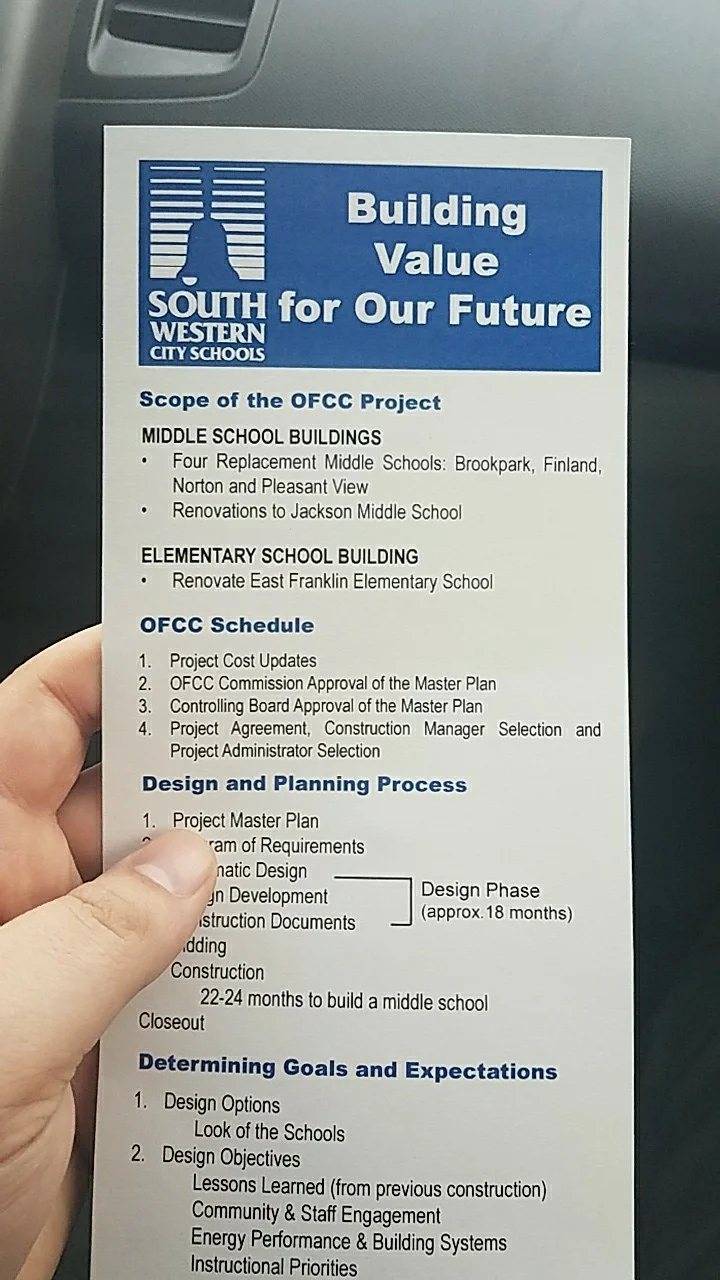 SOUTH
WESTERN
CITY SCHOOLS
Building
Value
for Our Future
Scope of the OFCC Project
MIDDLE SCHOOL BUILDINGS
• Four Replacement Middle Schools: Brookpark, Finland,
Norton and Pleasant View
• Renovations to Jackson Middle School
ELEMENTARY SCHOOL BUILDING
• Renovate East Franklin Elementary School
OFCC Schedule
1. Project Cost Updates
2. OFCC Commission Approval of the Master Plan
3. Controlling Board Approval of the Master Plan
4. Project Agreement, Construction Manager Selection and
Project Administrator Selection
Design and Planning Process
1. Project Master Plan
of Requirements
Design
Development
Documents
Construction
22-24 months to build a middle school
Closeout
Design Phase
(approx.18 months)
Determining Goals and Expectations
1. Design Options
Look of the Schools
2. Design Objectives
Lessons Learned (from previous construction)
Community & Staff Engagement
Energy Performance & Building Systems
Instructional Priorities